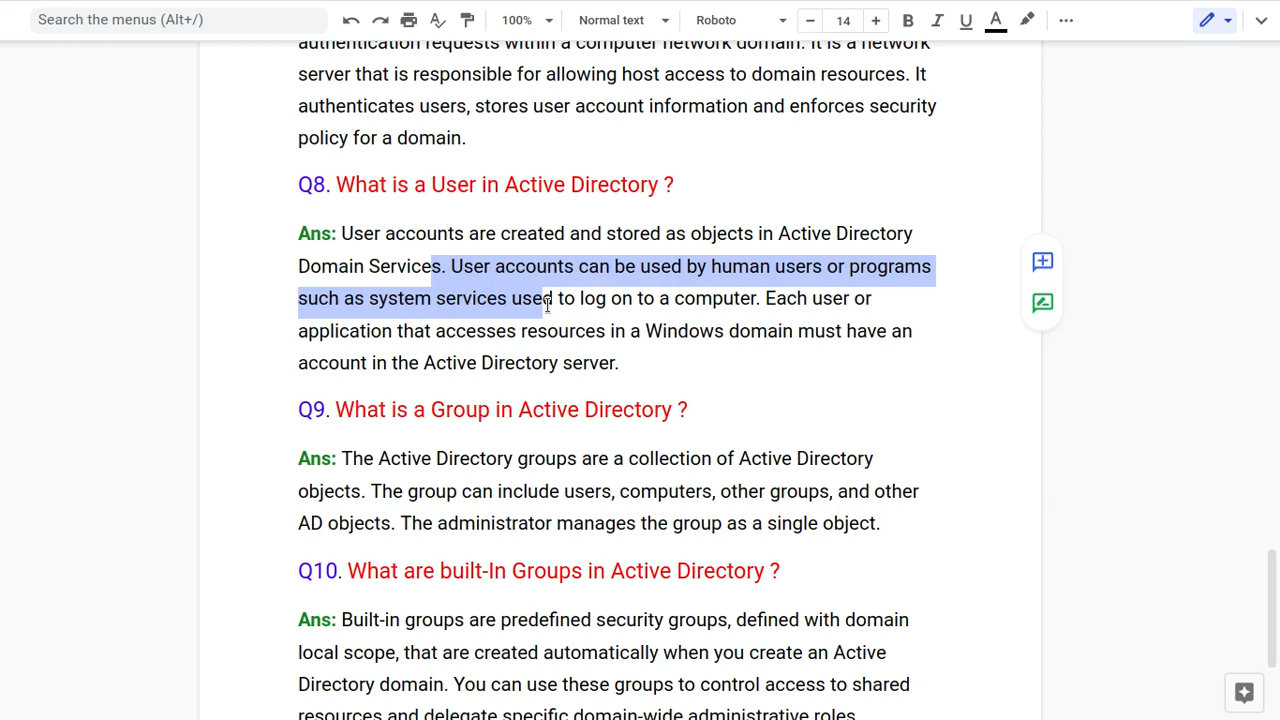 Search the menus (Alt+/)
100%
Normal text
Roboto
14
B I U A
authentication requests within a computer network domain. It is a network
server that is responsible for allowing host access to domain resources. It
authenticates users, stores user account information and enforces security
policy for a domain.
Q8. What is a User in Active Directory ?
Ans: User accounts are created and stored as objects in Active Directory
Domain Services. User accounts can be used by human users or programs
such as system services used to log on to a computer. Each user or
application that accesses resources in a Windows domain must have an
account in the Active Directory server.
Q9. What is a Group in Active Directory ?
Ans: The Active Directory groups are a collection of Active Directory
objects. The group can include users, computers, other groups, and other
AD objects. The administrator manages the group as a single object.
Q10. What are built-In Groups in Active Directory ?
Ans: Built-in groups are predefined security groups, defined with domain
local scope, that are created automatically when you create an Active
Directory domain. You can use these groups to control access to shared
resources and delegate specific domain-wide administrative roles.